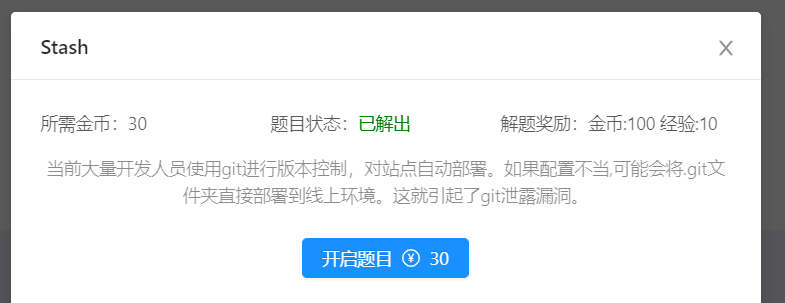 Stash
所需金币：30 题目状态：已解出 解题奖励：金币:100 经验:10
当前大量开发人员使用git进行版本控制，对站点自动部署。如果配置不当,可能会将.git文
件夹直接部署到线上环境。这就引起了git泄露漏洞。
开启题目 ¥ 30